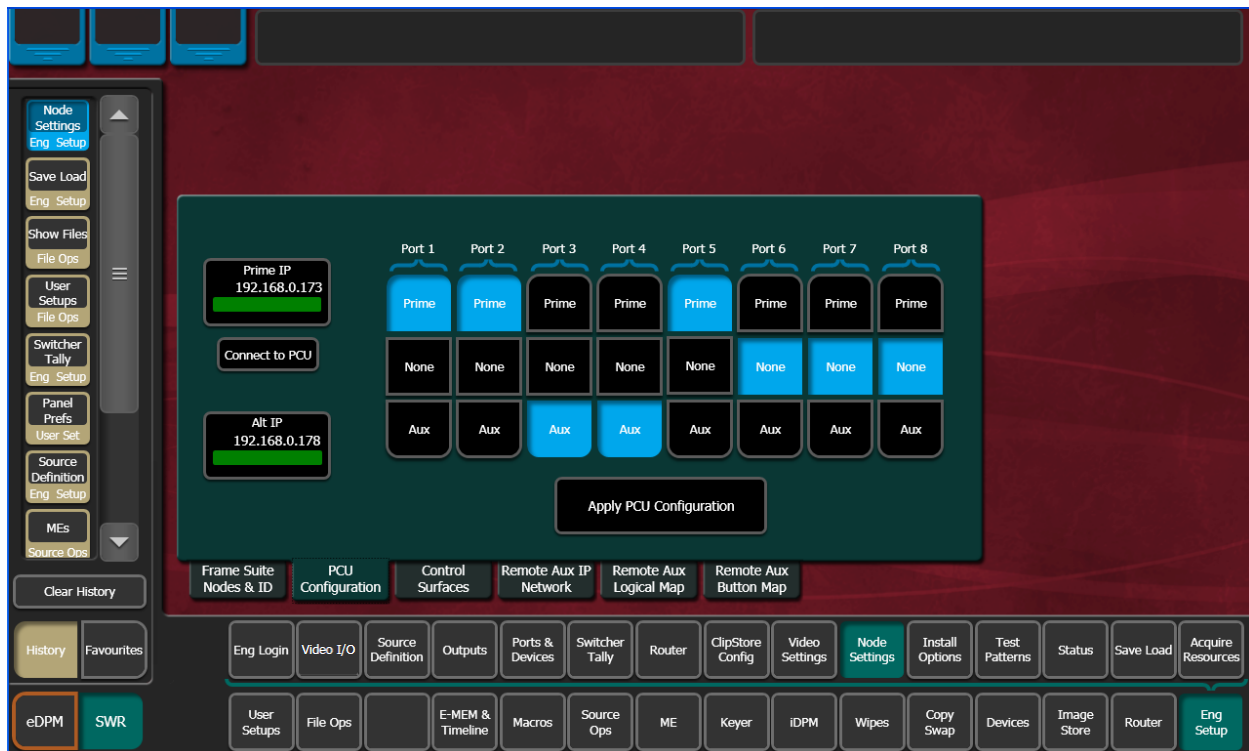 Node
Settings
Eng Setup
Save Load
Eng Setup
Show Files
File Ops
User
Setups
File Ops
Switcher
Tally
Eng Setup
Panel
Prefs
User Set
Source
Definition
Eng Setup
MEs
Source Ops
Clear History
History Favourites
eDPM SWR
Port 1 Port 2 Port 3 Port 4 Port 5 Port 6 Port 7 Port 8
Prime IP
192.168.0.173
Prime Prime Prime Prime Prime Prime Prime Prime
Connect to PCU
None None None None None None None None
Alt IP
192.168.0.178
Aux Aux Aux Aux Aux Aux Aux Aux
Apply PCU Configuration
Frame Suite
Nodes & ID
PCU
Configuration
Control
Surfaces
Remote Aux IP
Network
Remote Aux
Logical Map
Remote Aux
Button Map
Eng Login
Video I/O
Source
Definition
Outputs
Ports &
Devices
Switcher
Tally
Router
ClipStore
Config
Video
Settings
Node
Settings
Install
Options
Test
Patterns
Status
Save Load
Acquire
Resources
User
Setups
File Ops
E-MEM &
Timeline
Macros
Source
Ops
ME
Keyer
iDPM
Wipes
Copy
Swap
Devices
Image
Store
Router
Eng
Setup